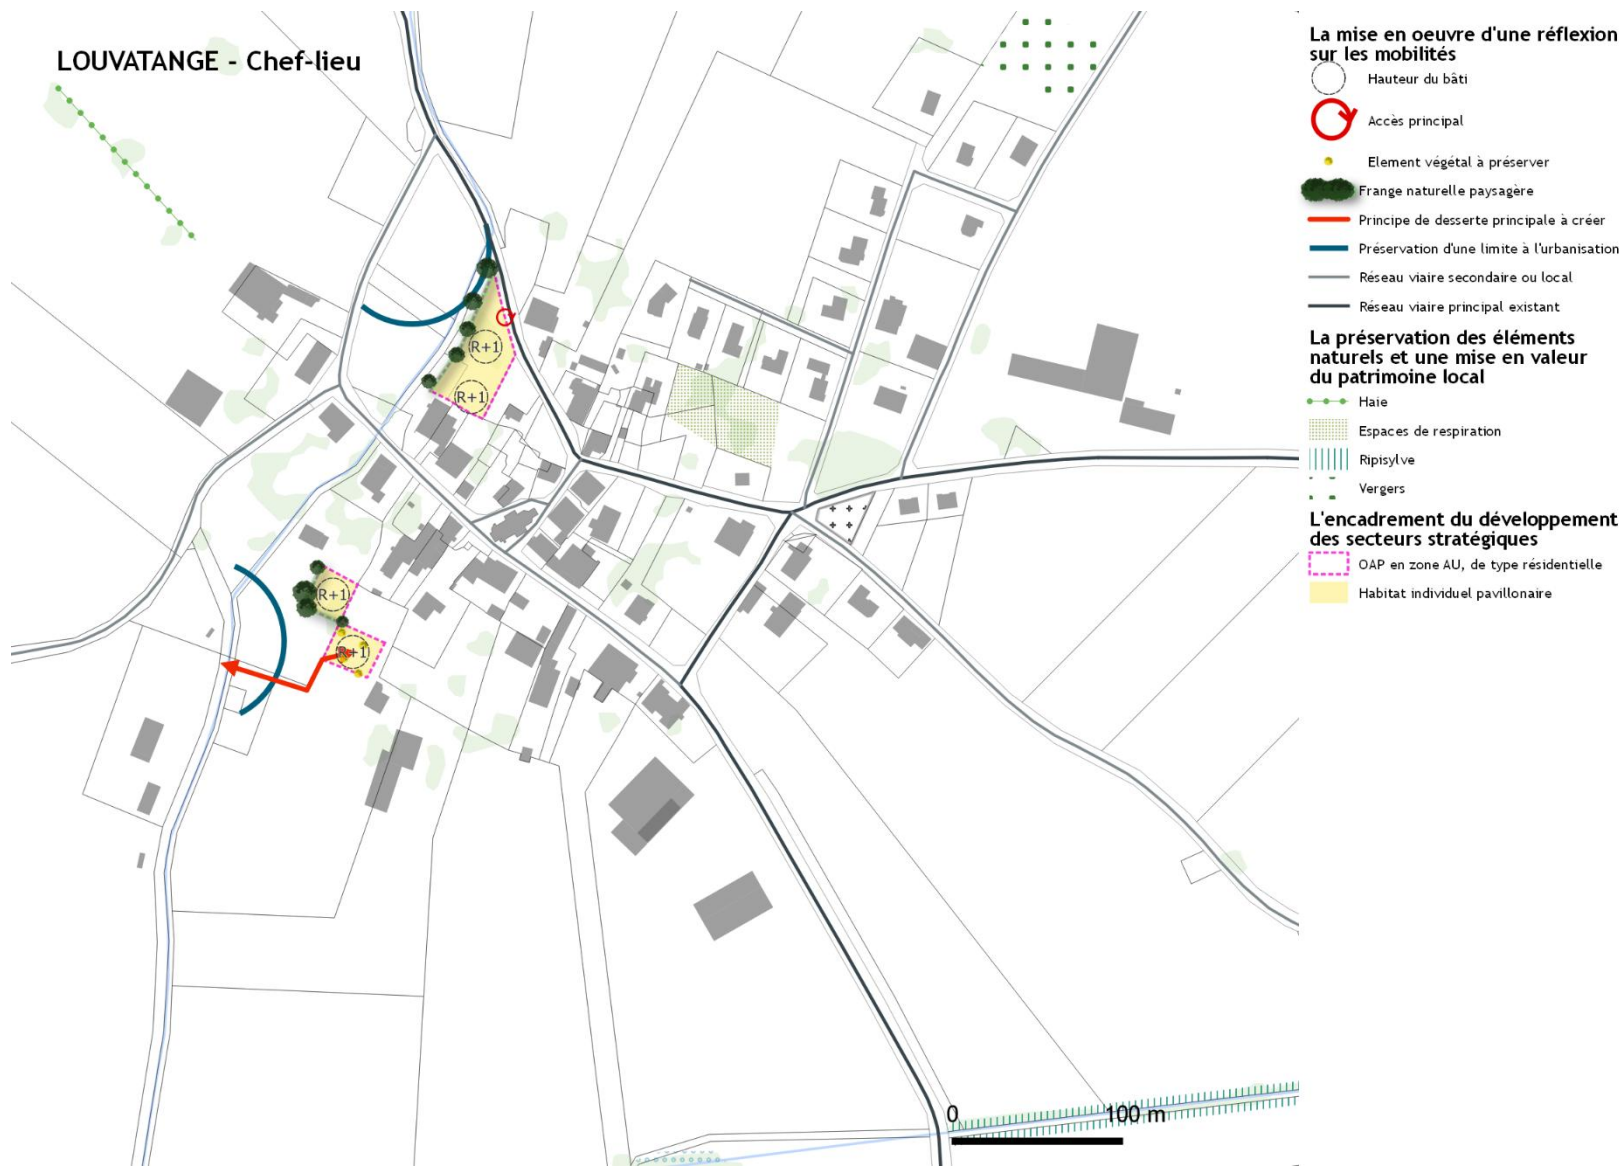 LOUVATANGE - Chef-lieu
R+1
R+1
R+1
R+1
0
100 m
La mise en oeuvre d'une réflexion
sur les mobilités
Hauteur du bâti
Accès principal
Element végétal à préserver
Frange naturelle paysagère
Principe de desserte principale à créer
Préservation d'une limite à l'urbanisation
Réseau viaire secondaire ou local
Réseau viaire principal existant
La préservation des éléments
naturels et une mise en valeur
du patrimoine local
Haie
Espaces de respiration
Ripisylve
Vergers
L'encadrement du développement
des secteurs stratégiques
OAP en zone AU, de type résidentielle
Habitat individuel pavillonaire